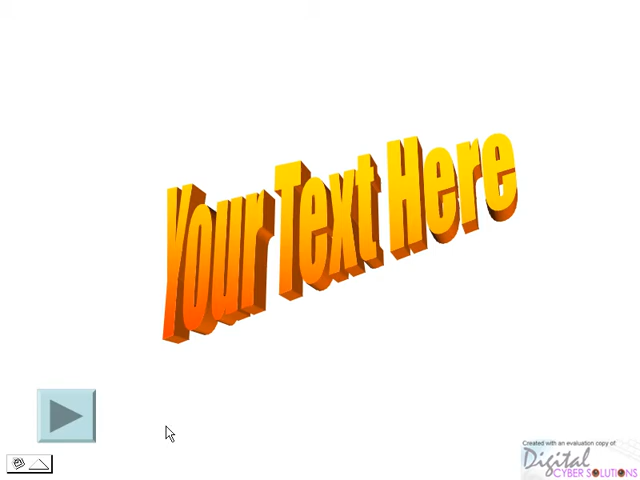 Your Text Here
Created with an evaluation copy of
Digital
CYBER SOLUTIONS